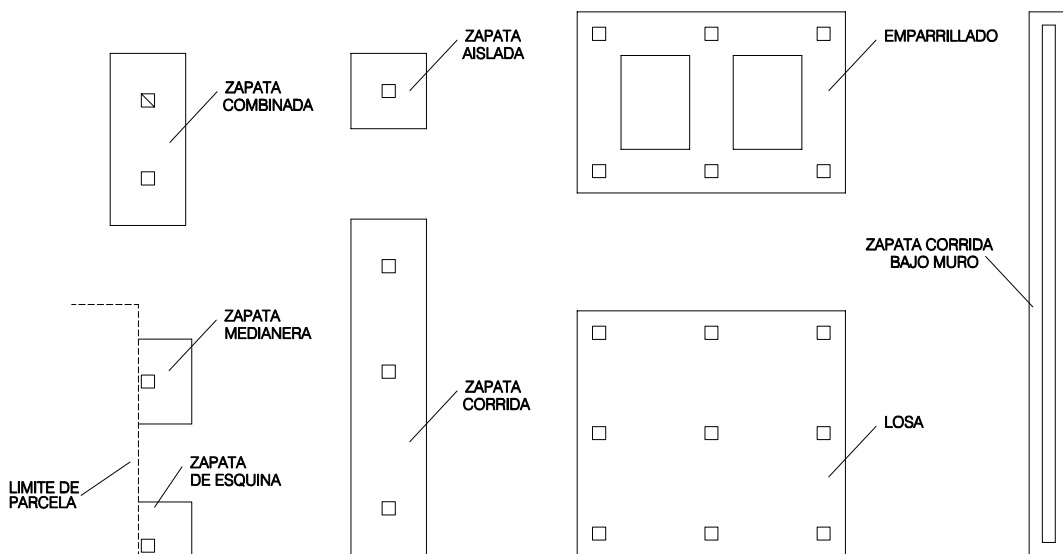 ZAPATA
COMBINADA
ZAPATA
AISLADA
EMPARRILLADO
ZAPATA CORRIDA
BAJO MURO
ZAPATA
MEDIANERA
ZAPATA
CORRIDA
LOSA
ZAPATA
DE ESQUINA
LIMITE DE
PARCELA